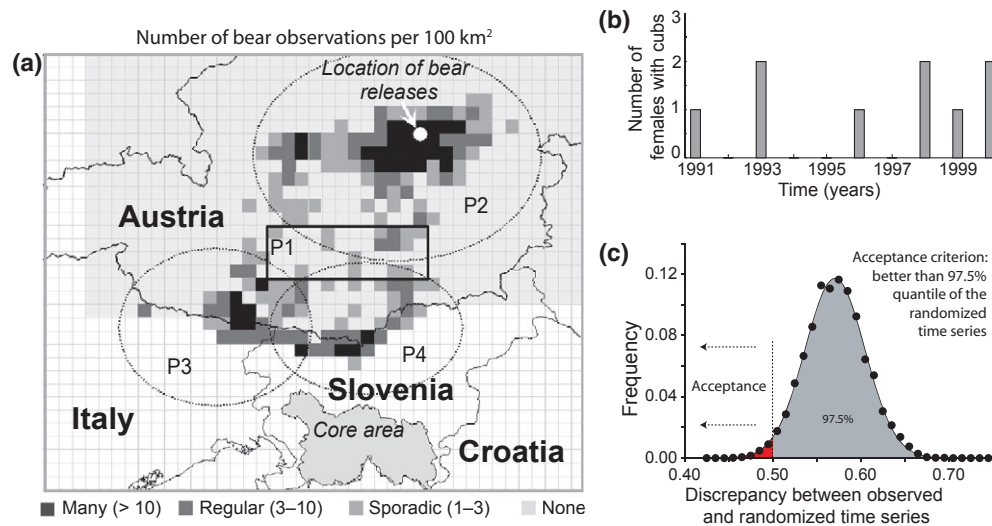 Number of bear observations per 100 km²
(a)
Location of bear
releases
Austria
P2
P1
P3
P4
Slovenia
Italy
Core area
Croatia
Many (> 10)
Regular (3–10)
Sporadic (1–3)
None
(b)
Number of
females with cubs
3
2
1
0
1991
1993
1995
1997
1999
Time (years)
(c)
Acceptance criterion:
better than 97.5%
quantile of the
randomized
time series
Frequency
0.12
0.08
0.04
0.00
Acceptance
97.5%
0.40
0.50
0.60
0.70
Discrepancy between observed
and randomized time series